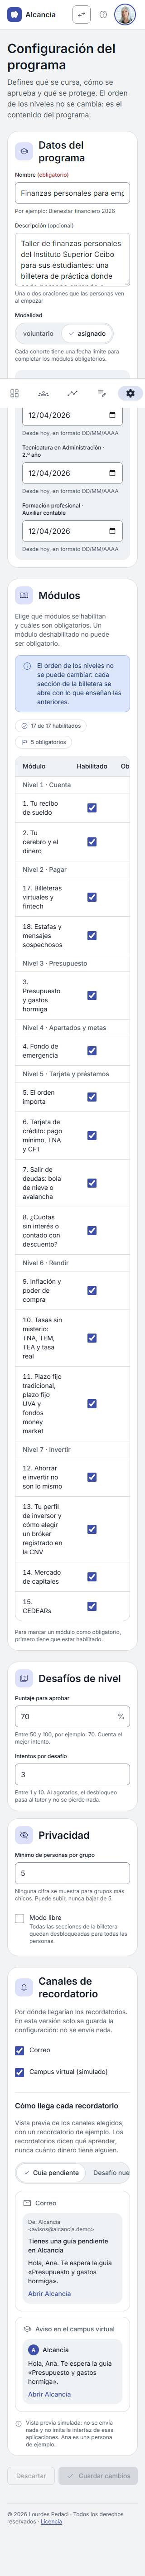 Alcancía
Configuración del
programa
Defines qué se cursa, cómo se
aprueba y qué se protege. El orden
de los niveles no se cambia: es el
contenido del programa.
Datos del
programa
Nombre (obligatorio)
Finanzas personales para emp
Por ejemplo: Bienestar financiero 2026
Descripción (opcional)
Taller de finanzas personales
del Instituto Superior Ceibo
para sus estudiantes: una
billetera de práctica donde
Una o dos oraciones que las personas ven
al empezar
Modalidad
voluntario
asignado
Cada cohorte tiene una fecha límite para
completar los módulos obligatorios.
12/04/2026
Desde hoy, en formato DD/MM/AAAA
Tecnicatura en Administración ·
2.º año
12/04/2026
Desde hoy, en formato DD/MM/AAAA
Formación profesional ·
Auxiliar contable
12/04/2026
Desde hoy, en formato DD/MM/AAAA
Módulos
Elige qué módulos se habilitan
y cuáles son obligatorios. Un
módulo deshabilitado no puede
ser obligatorio.
El orden de los niveles no
se puede cambiar: cada
sección de la billetera se
abre con lo que enseñan las
anteriores.
17 de 17 habilitados
5 obligatorios
Módulo Habilitado Ob
Nivel 1 · Cuenta
1. Tu recibo
de sueldo
2. Tu
cerebro y el
dinero
Nivel 2 · Pagar
17. Billeteras
virtuales y
fintech
18. Estafas y
mensajes
sospechosos
Nivel 3 · Presupuesto
3.
Presupuesto
y gastos
hormiga
Nivel 4 · Apartados y metas
4. Fondo de
emergencia
Nivel 5 · Tarjeta y préstamos
5. El orden
importa
6. Tarjeta de
crédito: pago
mínimo, TNA
y CFT
7. Salir de
deudas: bola
de nieve o
avalancha
8. ¿Cuotas
sin interés o
contado con
descuento?
Nivel 6 · Rendir
9. Inflación y
poder de
compra
10. Tasas sin
misterio:
TNA, TEM,
TEA y tasa
real
11. Plazo fijo
tradicional,
plazo fijo
UVA y
fondos
money
market
Nivel 7 · Invertir
12. Ahorrar
e invertir no
son lo mismo
13. Tu perfil
de inversor y
cómo elegir
un bróker
registrado en
la CNV
14. Mercado
de capitales
15.
CEDEARs
Para marcar un módulo como obligatorio,
primero tiene que estar habilitado.
Desafíos de nivel
Puntaje para aprobar
70 %
Entre 50 y 100, por ejemplo: 70. Cuenta el
mejor intento.
Intentos por desafío
3
Entre 1 y 10. Al agotarlos, el desbloqueo
pasa al tutor y no se pierde nada.
Privacidad
Mínimo de personas por grupo
5
Ninguna cifra se muestra para grupos más
chicos. Puede subir, nunca bajar de 5.
Modo libre
Todas las secciones de la billetera
quedan desbloqueadas para todas las
personas.
Canales de
recordatorio
Por dónde llegarían los recordatorios.
En esta versión solo se guarda la
configuración: no se envía nada.
Correo
Campus virtual (simulado)
Cómo llega cada recordatorio
Vista previa de los canales elegidos,
con un recordatorio de ejemplo. Los
recordatorios dicen qué aprender,
nunca cuánto dinero tiene alguien.
Guía pendiente
Desafío nue
Correo
De: Alcancía
<avisos@alcancia.demo>
Tienes una guía pendiente
en Alcancía
Hola, Ana. Te espera la guía
«Presupuesto y gastos
hormiga».
Abrir Alcancía
Aviso en el campus virtual
A Alcancía
Hola, Ana. Te espera la guía
«Presupuesto y gastos
hormiga».
Abrir Alcancía
Vista previa simulada: no se envía
nada y no imita la interfaz de esas
aplicaciones. Ana es una persona
de ejemplo.
Descartar
Guardar cambios
© 2026 Lourdes Pedaci · Todos los derechos
reservados · Licencia